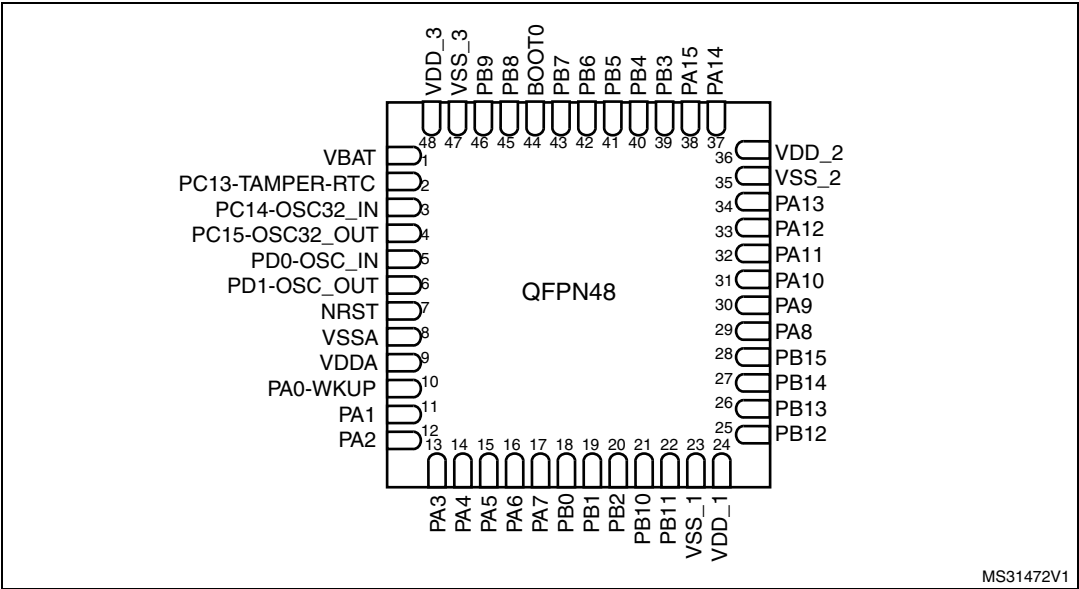 VDD_3
VSS_3
PB9
PB8
BOOT0
PB7
PB6
PB5
PB4
PB3
PA15
PA14
48 47 46 45 44 43 42 41 40 39 38 37
VBAT 1
PC13-TAMPER-RTC 2
PC14-OSC32_IN 3
PC15-OSC32_OUT 4
PD0-OSC_IN 5
PD1-OSC_OUT 6
NRST 7
VSSA 8
VDDA 9
PA0-WKUP 10
PA1 11
PA2 12
QFPN48
36 VDD_2
35 VSS_2
34 PA13
33 PA12
32 PA11
31 PA10
30 PA9
29 PA8
28 PB15
27 PB14
26 PB13
25 PB12
13 14 15 16 17 18 19 20 21 22 23 24
PA3
PA4
PA5
PA6
PA7
PB0
PB1
PB2
PB10
PB11
VSS_1
VDD_1
MS31472V1